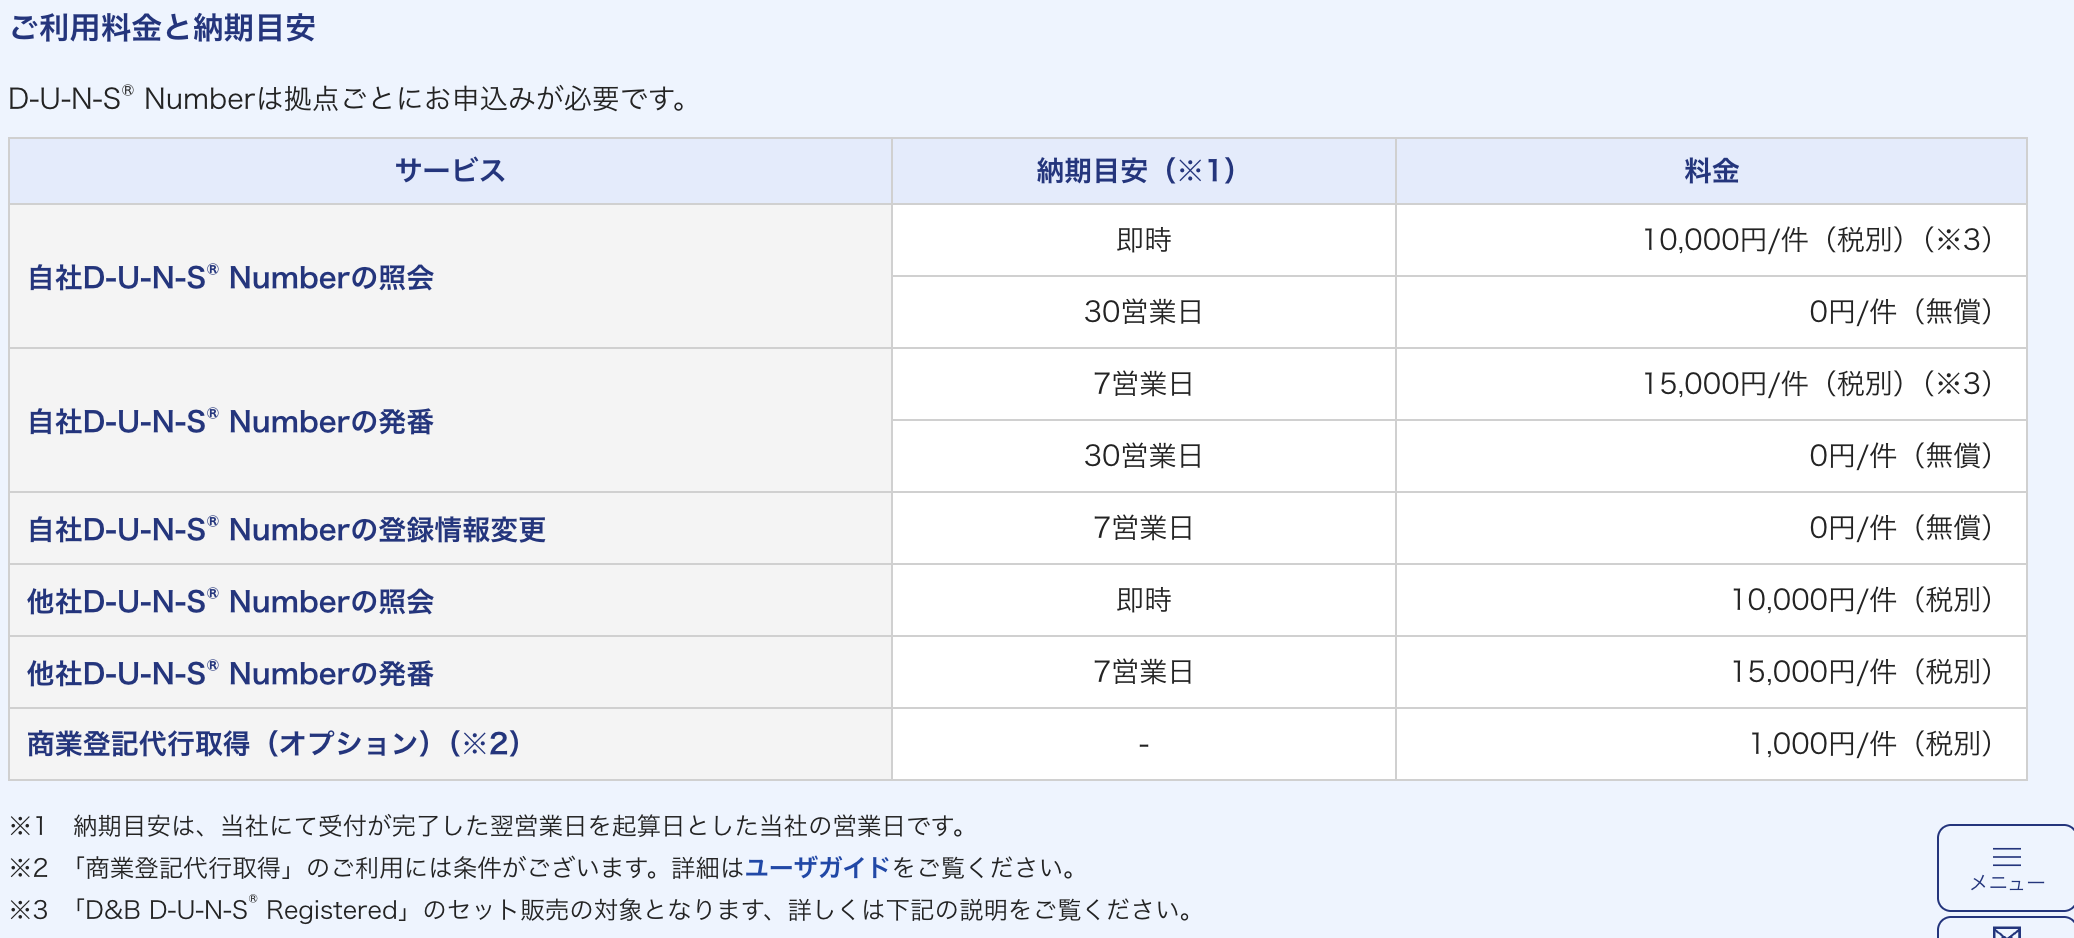 ご利用料金と納期目安
D-U-N-S® Numberは拠点ごとにお申込みが必要です。
サービス 納期目安（※1） 料金
自社D-U-N-S® Numberの照会 即時 10,000円/件（税別）（※3）
30営業日 0円/件（無償）
自社D-U-N-S® Numberの発番 7営業日 15,000円/件（税別）（※3）
30営業日 0円/件（無償）
自社D-U-N-S® Numberの登録情報変更 7営業日 0円/件（無償）
他社D-U-N-S® Numberの照会 即時 10,000円/件（税別）
他社D-U-N-S® Numberの発番 7営業日 15,000円/件（税別）
商業登記代行取得（オプション）（※2） - 1,000円/件（税別）
※1　納期目安は、当社にて受付が完了した翌営業日を起算日とした当社の営業日です。
※2　「商業登記代行取得」のご利用には条件がございます。詳細はユーザガイドをご覧ください。
※3　「D&B D-U-N-S® Registered」のセット販売の対象となります、詳しくは下記の説明をご覧ください。
メニュー